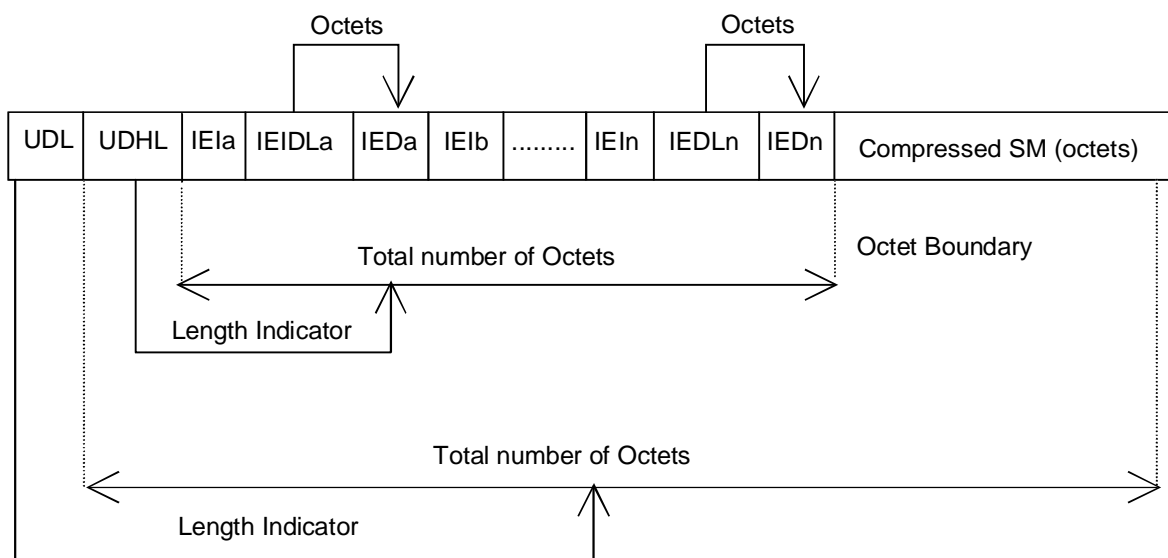 Octets Octets
UDL UDHL IEIa IEIDLa IEDa IEIb ......... IEIn IEDLn IEDn Compressed SM (octets)
Total number of Octets Octet Boundary
Length Indicator
Total number of Octets
Length Indicator